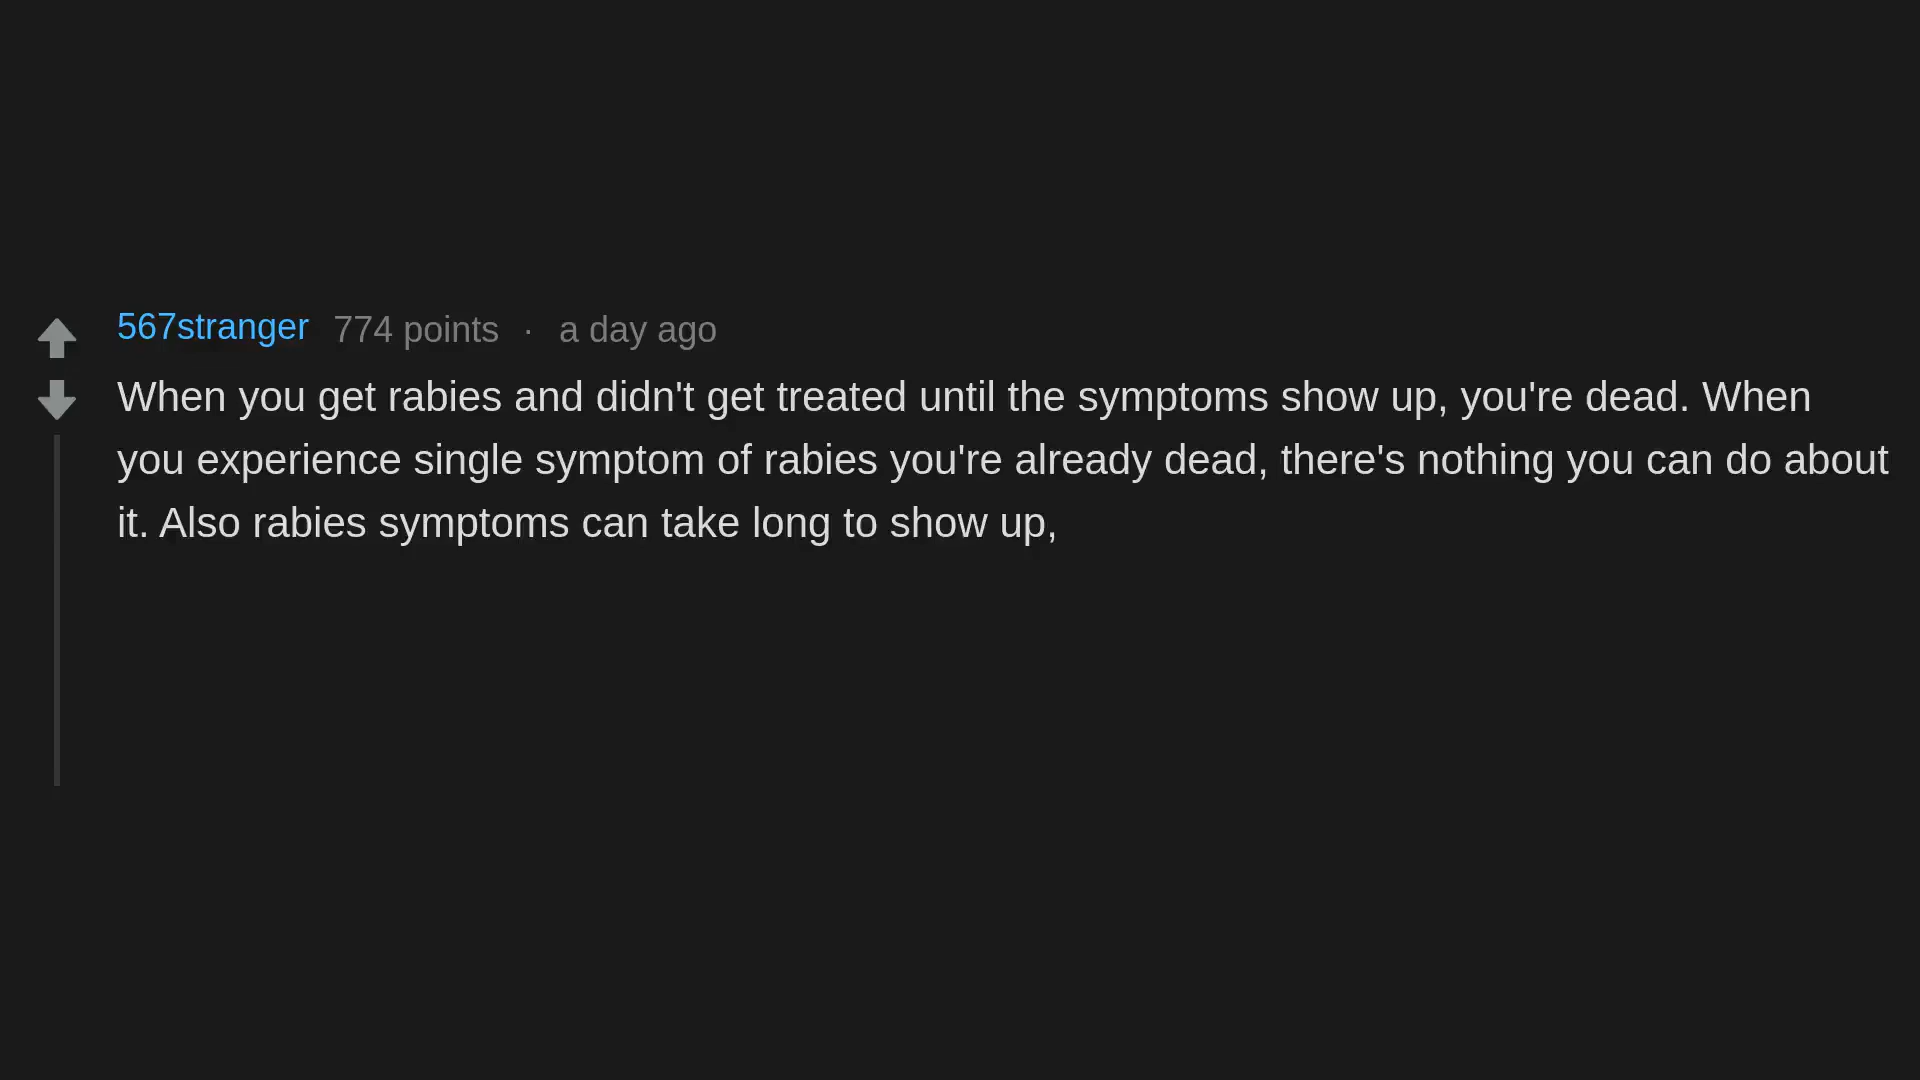 567stranger 774 points · a day ago
When you get rabies and didn't get treated until the symptoms show up, you're dead. When
you experience single symptom of rabies you're already dead, there's nothing you can do about
it. Also rabies symptoms can take long to show up,